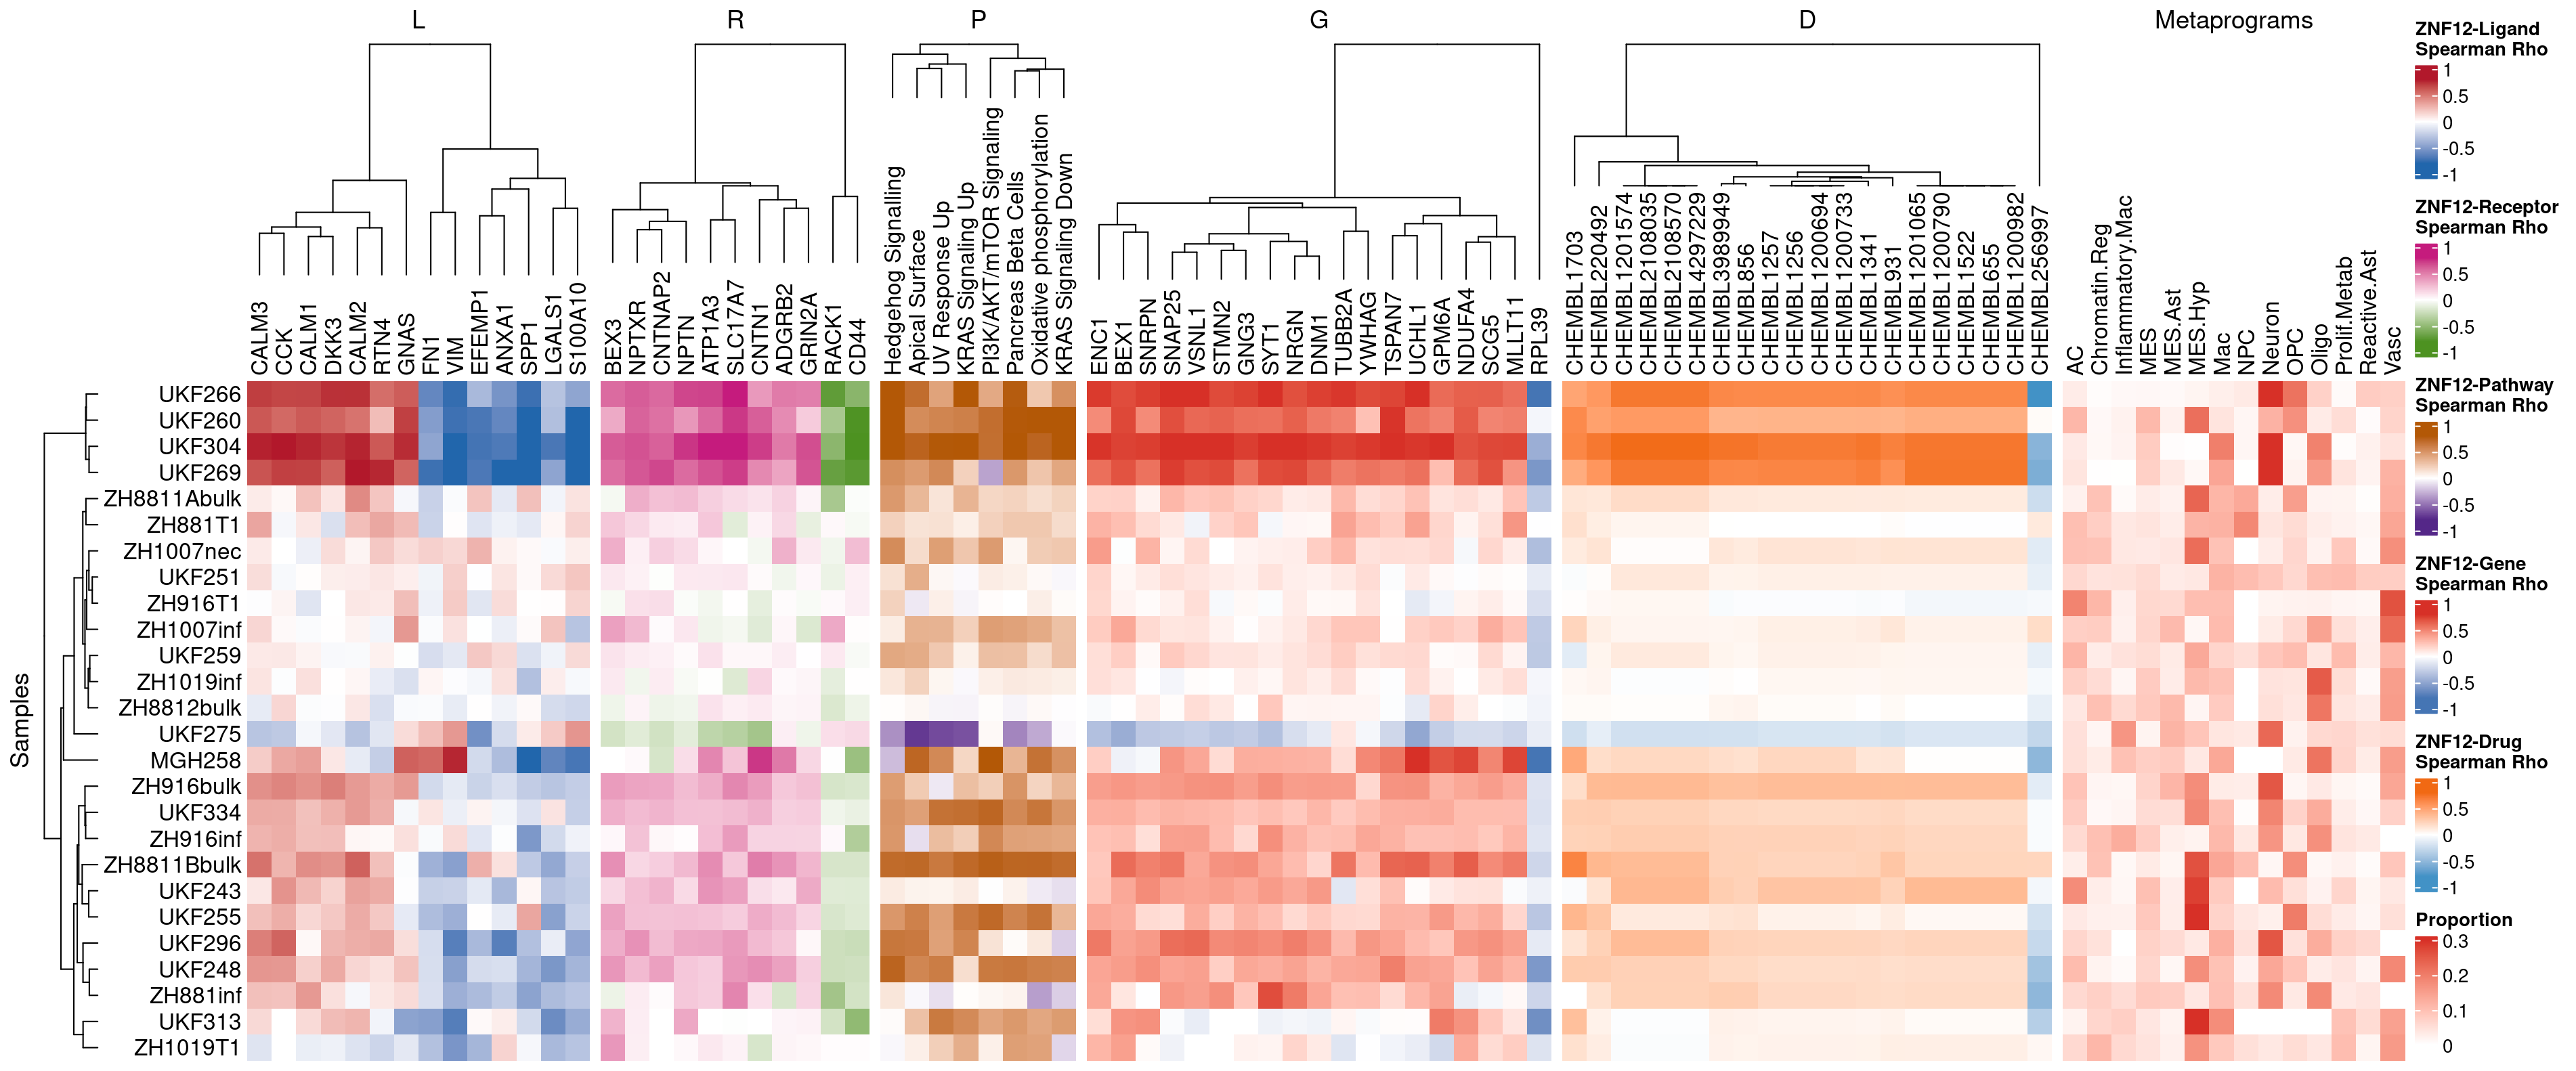 L
R
P
G
D
Metaprograms
CALM3
CCK
CALM1
DKK3
CALM2
RTN4
GNAS
FN1
VIM
EFEMP1
ANXA1
SPP1
LGALS1
S100A10
BEX3
NPTXR
CNTNAP2
NPTN
ATP1A3
SLC17A7
CNTN1
ADGRB2
GRIN2A
RACK1
CD44
Hedgehog Signalling
Apical Surface
UV Response Up
KRAS Signaling Up
PI3K/AKT/mTOR Signaling
Pancreas Beta Cells
Oxidative phosphorylation
KRAS Signaling Down
ENC1
BEX1
SNRPN
SNAP25
VSNL1
STMN2
GNG3
SYT1
NRGN
DNM1
TUBB2A
YWHAG
TSPAN7
UCHL1
GPM6A
NDUFA4
SCG5
MLLT11
RPL39
CHEMBL1703
CHEMBL220492
CHEMBL1201574
CHEMBL2108035
CHEMBL2108570
CHEMBL4297229
CHEMBL3989949
CHEMBL856
CHEMBL1257
CHEMBL1256
CHEMBL1200694
CHEMBL1200733
CHEMBL1341
CHEMBL931
CHEMBL1201065
CHEMBL1200790
CHEMBL1522
CHEMBL655
CHEMBL1200982
CHEMBL256997
AC
Chromatin.Reg
Inflammatory.Mac
MES
MES.Ast
MES.Hyp
Mac
NPC
Neuron
OPC
Oligo
Prolif.Metab
Reactive.Ast
Vasc
Samples
UKF266
UKF260
UKF304
UKF269
ZH8811Abulk
ZH881T1
ZH1007nec
UKF251
ZH916T1
ZH1007inf
UKF259
ZH1019inf
ZH8812bulk
UKF275
MGH258
ZH916bulk
UKF334
ZH916inf
ZH8811Bbulk
UKF243
UKF255
UKF296
UKF248
ZH881inf
UKF313
ZH1019T1
ZNF12-Ligand
Spearman Rho
1
0.5
0
-0.5
-1
ZNF12-Receptor
Spearman Rho
1
0.5
0
-0.5
-1
ZNF12-Pathway
Spearman Rho
1
0.5
0
-0.5
-1
ZNF12-Gene
Spearman Rho
1
0.5
0
-0.5
-1
ZNF12-Drug
Spearman Rho
1
0.5
0
-0.5
-1
Proportion
0.3
0.2
0.1
0